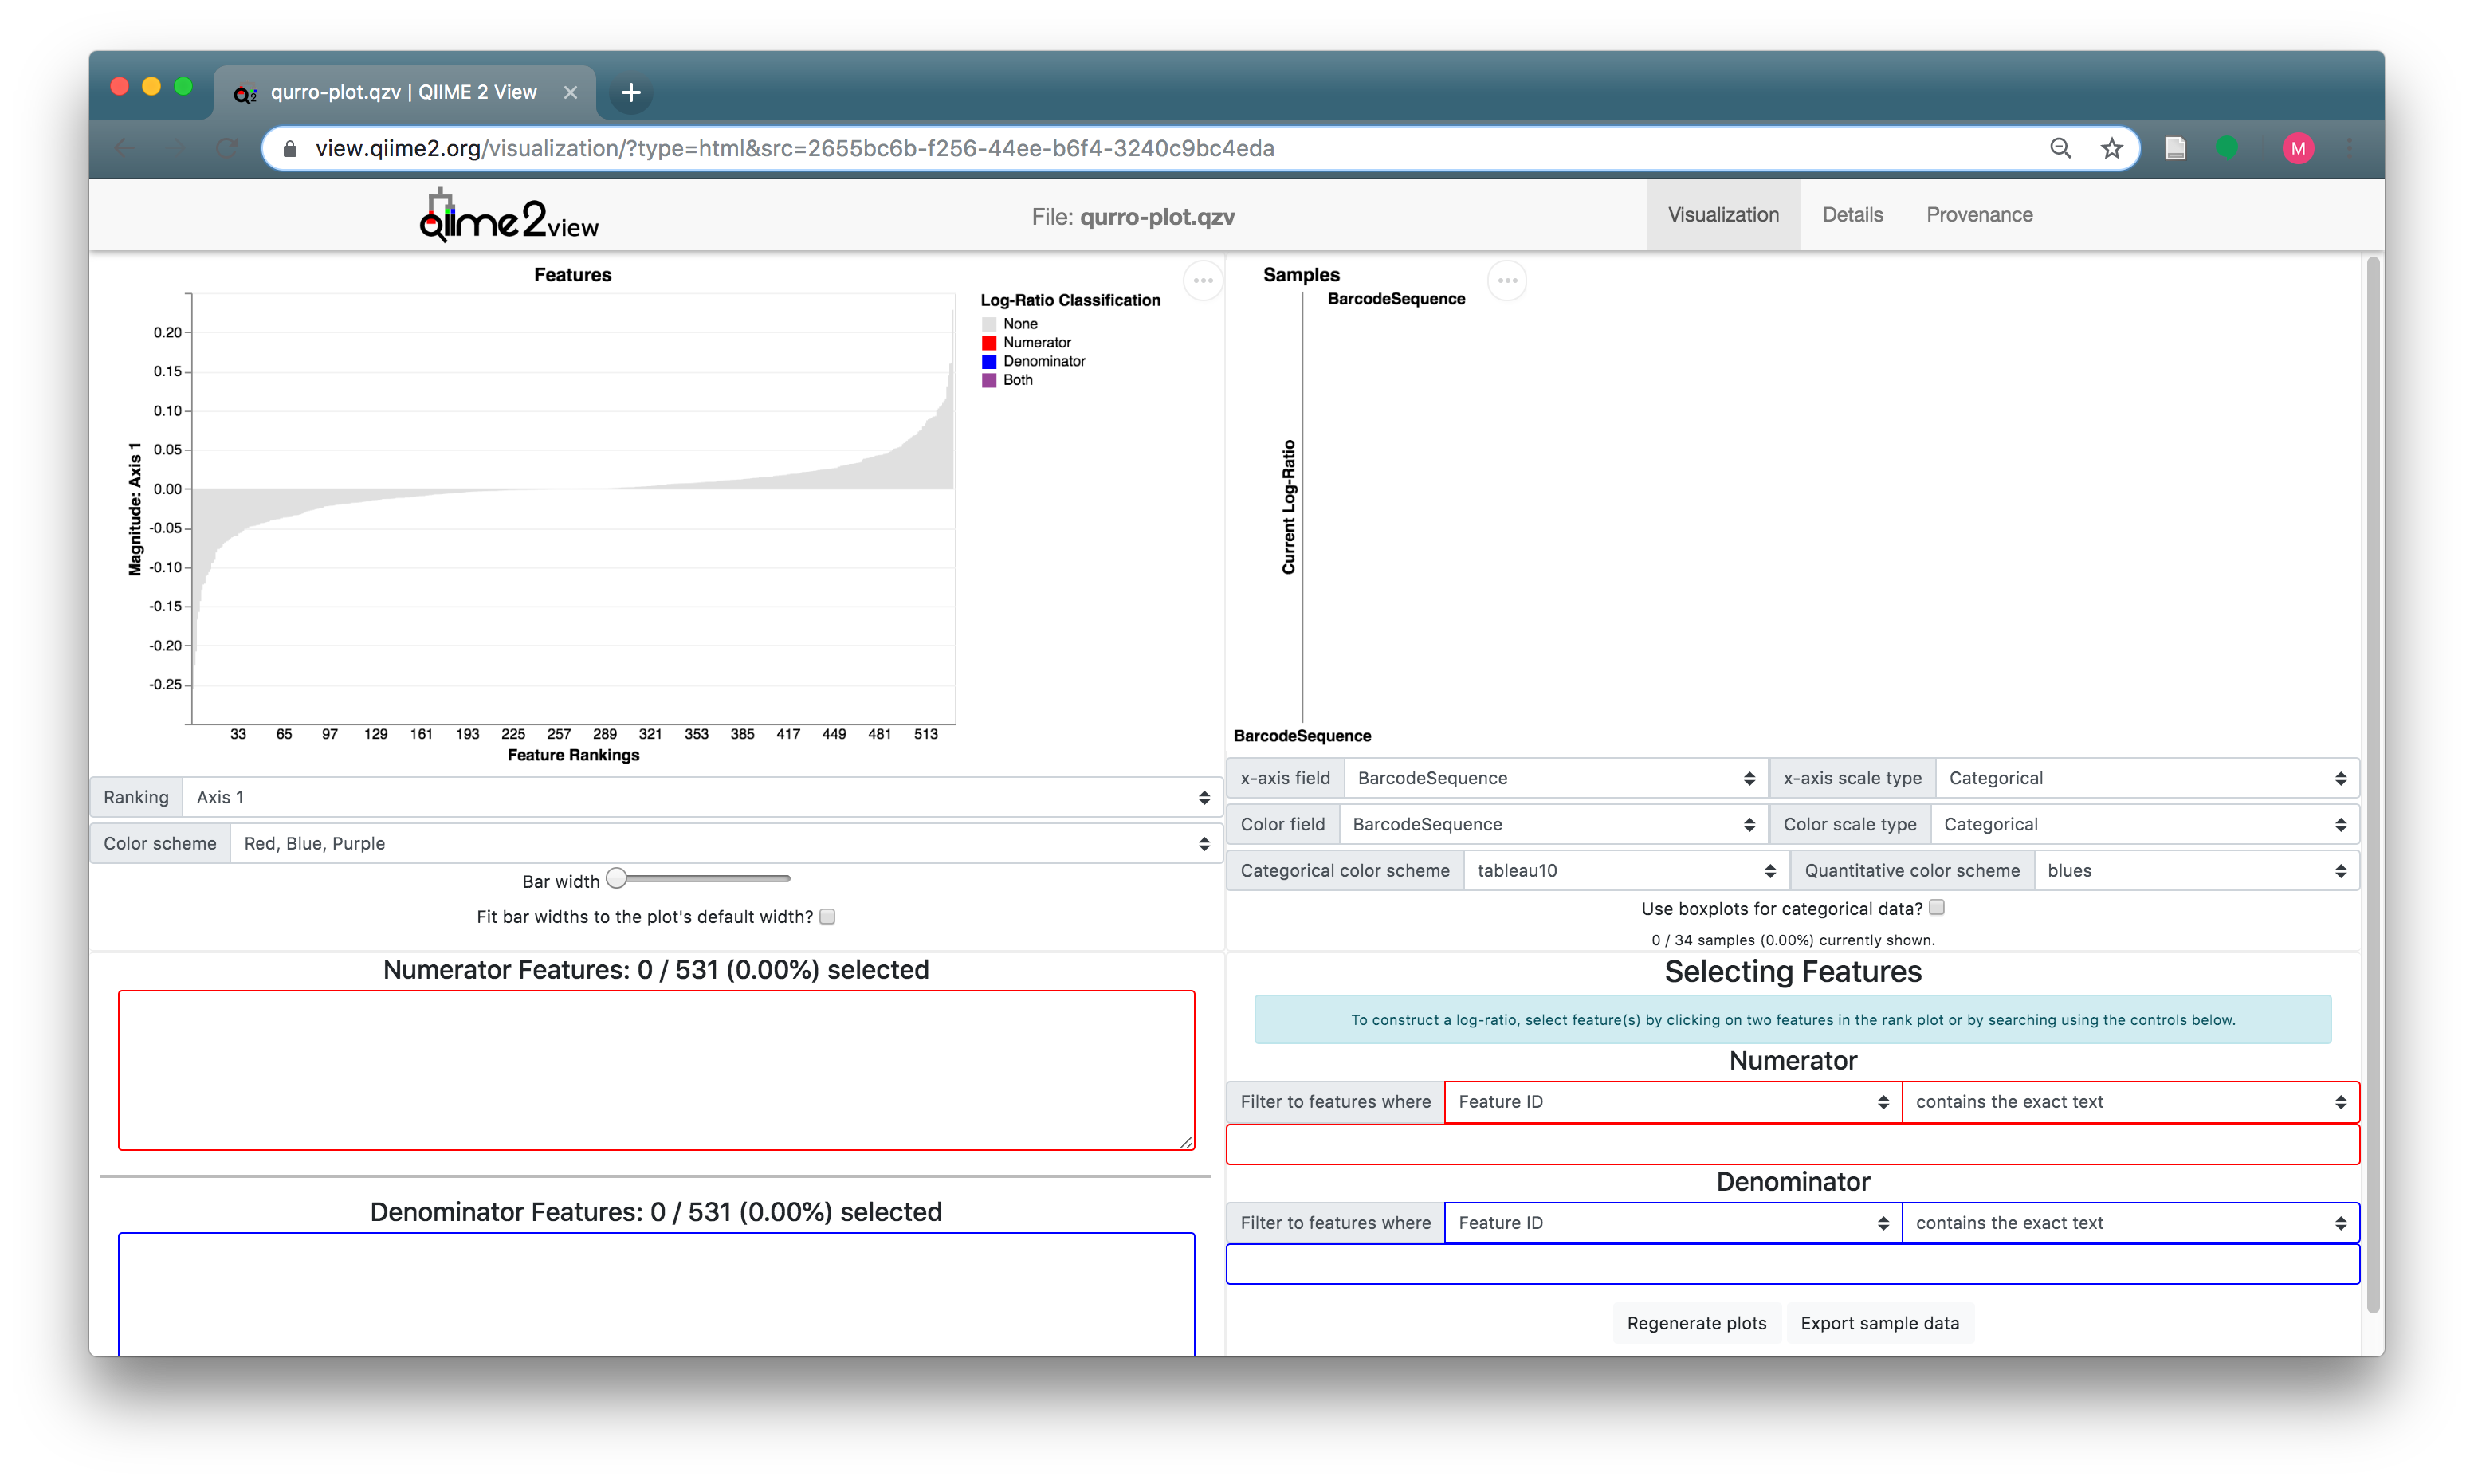 qurro-plot.qzv | QIIME 2 View
view.qiime2.org/visualization/?type=html&src=2655bc6b-f256-44ee-b6f4-3240c9bc4eda
M
qiime2view
File: qurro-plot.qzv
Visualization
Details
Provenance
Features
0.20
0.15
0.10
0.05
0.00
-0.05
-0.10
-0.15
-0.20
-0.25
Magnitude: Axis 1
33 65 97 129 161 193 225 257 289 321 353 385 417 449 481 513
Feature Rankings
Log-Ratio Classification
None
Numerator
Denominator
Both
Ranking
Axis 1
Color scheme
Red, Blue, Purple
Bar width
Fit bar widths to the plot's default width?
Samples
BarcodeSequence
Current Log-Ratio
BarcodeSequence
x-axis field
BarcodeSequence
x-axis scale type
Categorical
Color field
BarcodeSequence
Color scale type
Categorical
Categorical color scheme
tableau10
Quantitative color scheme
blues
Use boxplots for categorical data?
0 / 34 samples (0.00%) currently shown.
Numerator Features: 0 / 531 (0.00%) selected
Denominator Features: 0 / 531 (0.00%) selected
Selecting Features
To construct a log-ratio, select feature(s) by clicking on two features in the rank plot or by searching using the controls below.
Numerator
Filter to features where
Feature ID
contains the exact text
Denominator
Filter to features where
Feature ID
contains the exact text
Regenerate plots
Export sample data